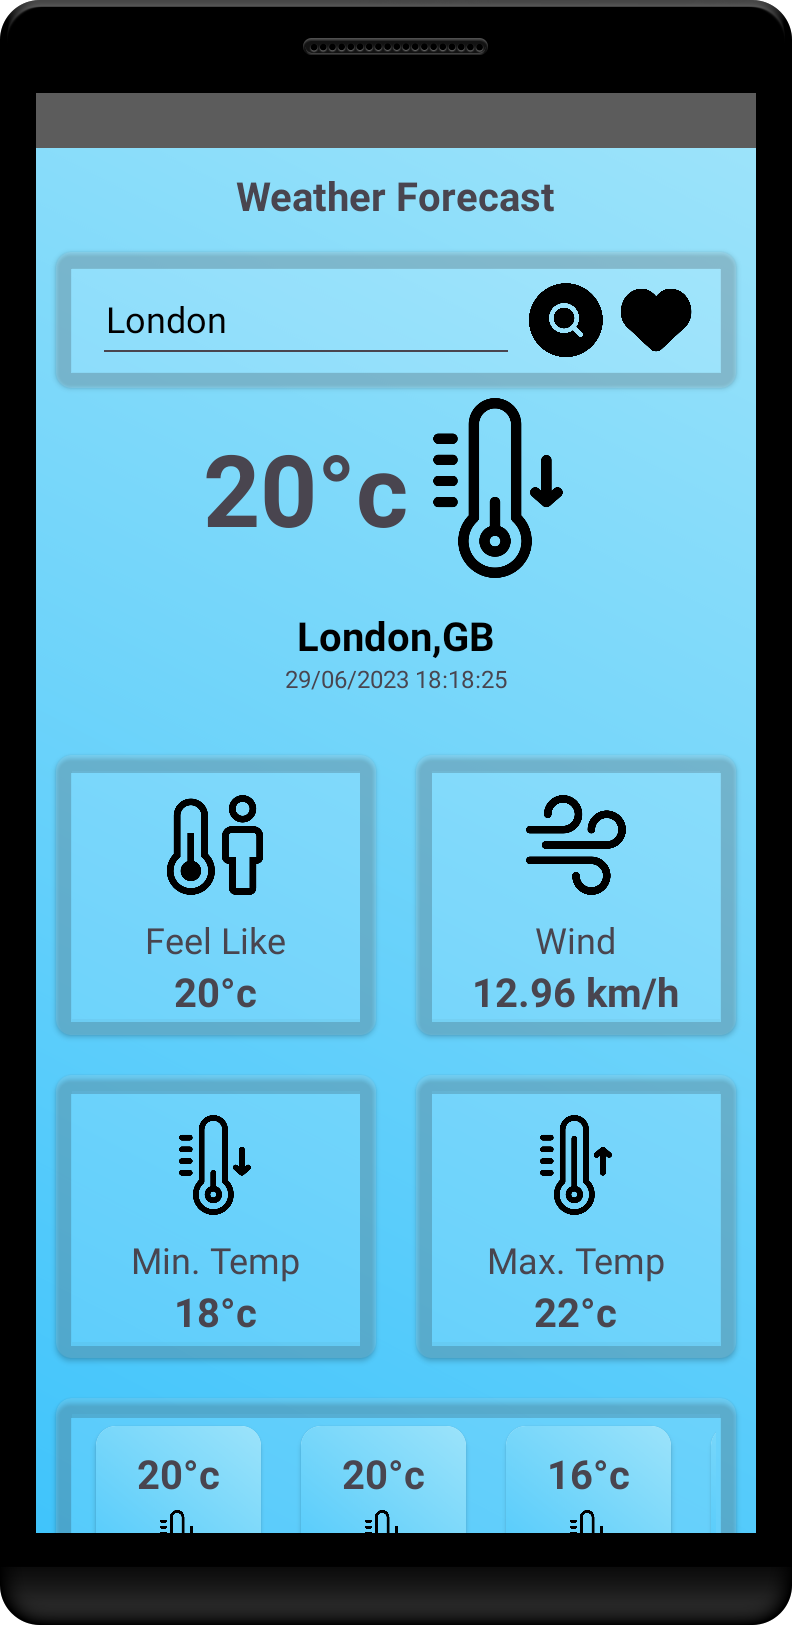 Weather Forecast
London
20°c
London,GB
29/06/2023 18:18:25
Feel Like
20°c
Wind
12.96 km/h
Min. Temp
18°c
Max. Temp
22°c
20°c
20°c
16°c